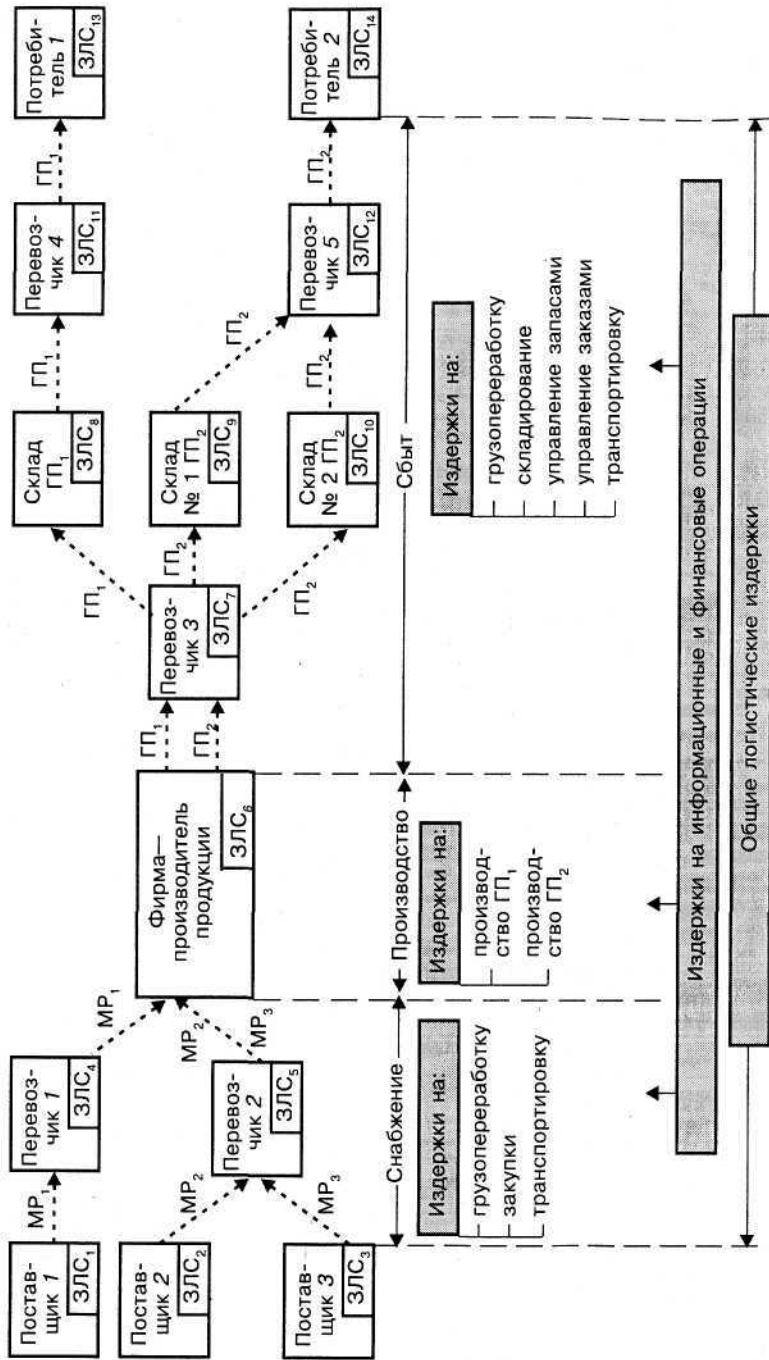 Постав-
щик 1
ЗЛС₁
МР₁
Перевоз-
чик 1
ЗЛС₄
МР₁
Постав-
щик 2
ЗЛС₂
МР₂
Постав-
щик 3
ЗЛС₃
МР₃
Перевоз-
чик 2
ЗЛС₅
МР₂
МР₃
Фирма—
производитель
продукции
ЗЛС₆
ГП₁
ГП₂
Перевоз-
чик 3
ЗЛС₇
ГП₁
ГП₂
ГП₂
Склад
ГП₁
ЗЛС₈
ГП₁
Перевоз-
чик 4
ЗЛС₁₁
ГП₁
Потреби-
тель 1
ЗЛС₁₃
Склад
№ 1 ГП₂
ЗЛС₉
ГП₂
Склад
№ 2 ГП₂
ЗЛС₁₀
ГП₂
Перевоз-
чик 5
ЗЛС₁₂
ГП₂
Потреби-
тель 2
ЗЛС₁₄
Снабжение
Производство
Сбыт
Издержки на:
грузопереработку
закупки
транспортировку
Издержки на:
производ-
ство ГП₁
производ-
ство ГП₂
Издержки на:
грузопереработку
складирование
управление запасами
управление заказами
транспортировку
Издержки на информационные и финансовые операции
Общие логистические издержки